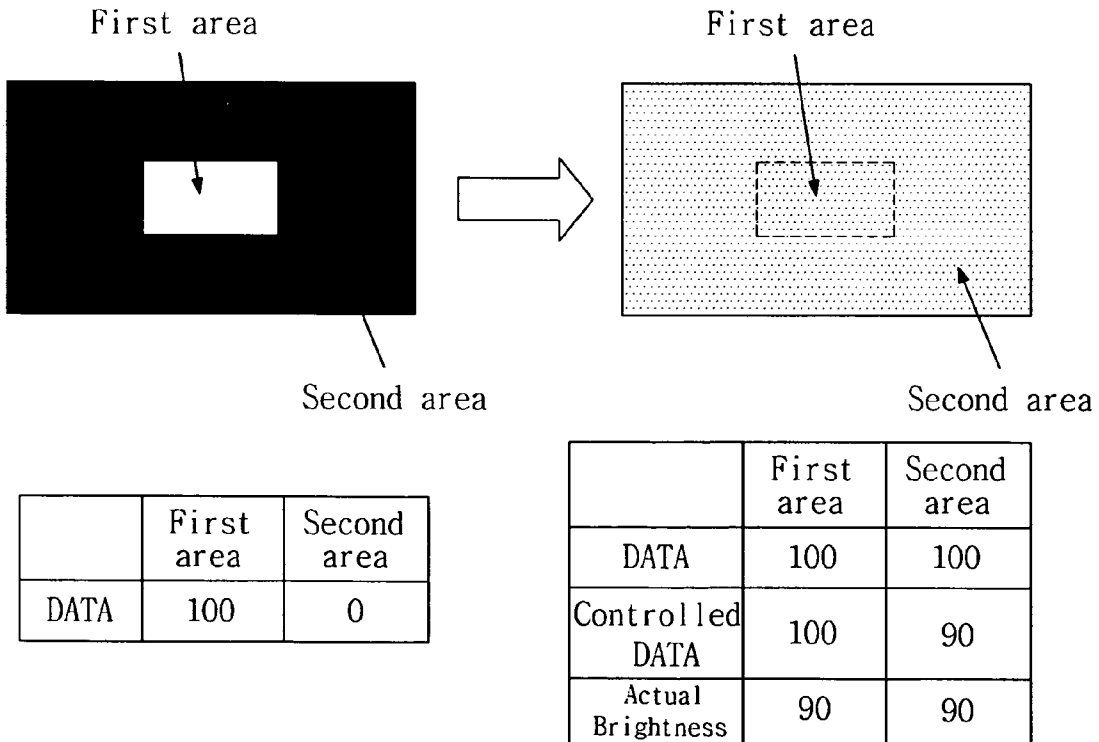 First area
First area
Second area
Second area
First area
Second area
DATA
100
0
First area
Second area
DATA
100
100
Controlled DATA
100
90
Actual Brightness
90
90